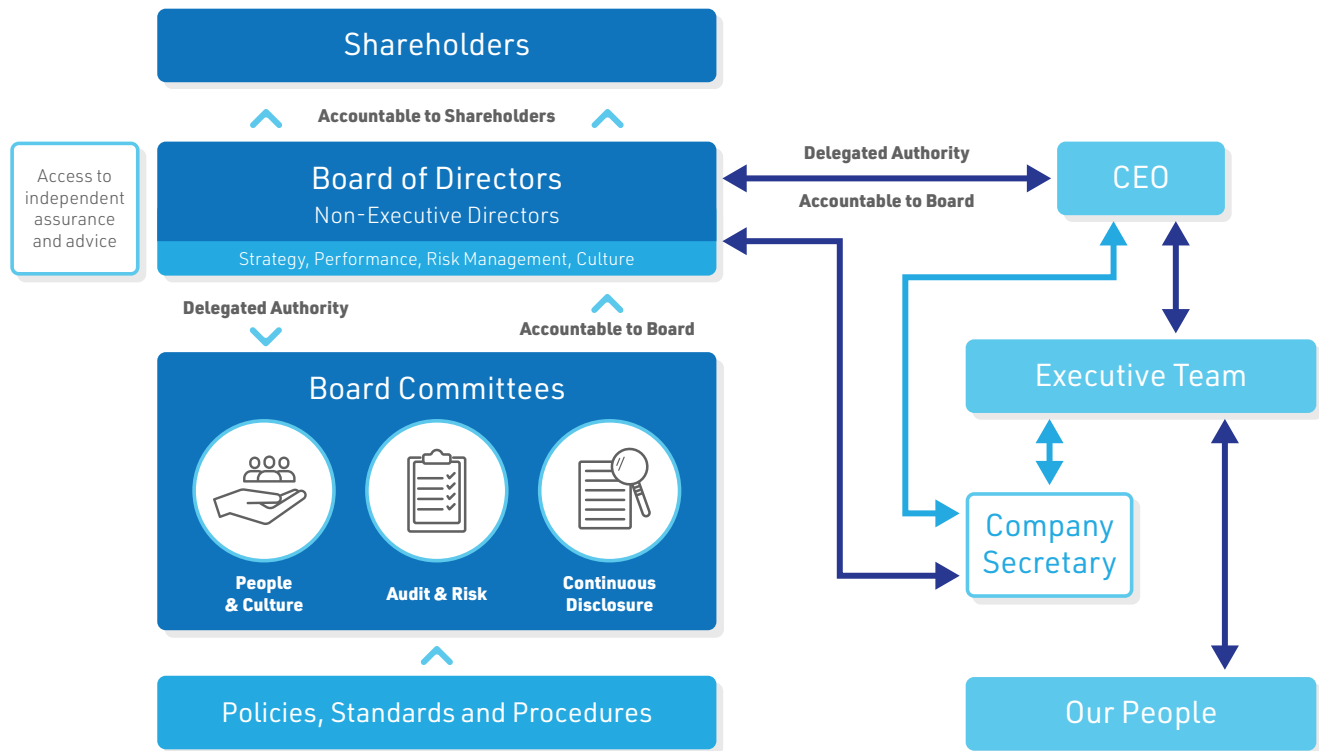 Shareholders
Accountable to Shareholders
Access to
independent
assurance
and advice
Board of Directors
Non-Executive Directors
Strategy, Performance, Risk Management, Culture
Delegated Authority
Accountable to Board
CEO
Delegated Authority
Accountable to Board
Executive Team
Board Committees
People
& Culture
Audit & Risk
Continuous
Disclosure
Company
Secretary
Policies, Standards and Procedures
Our People